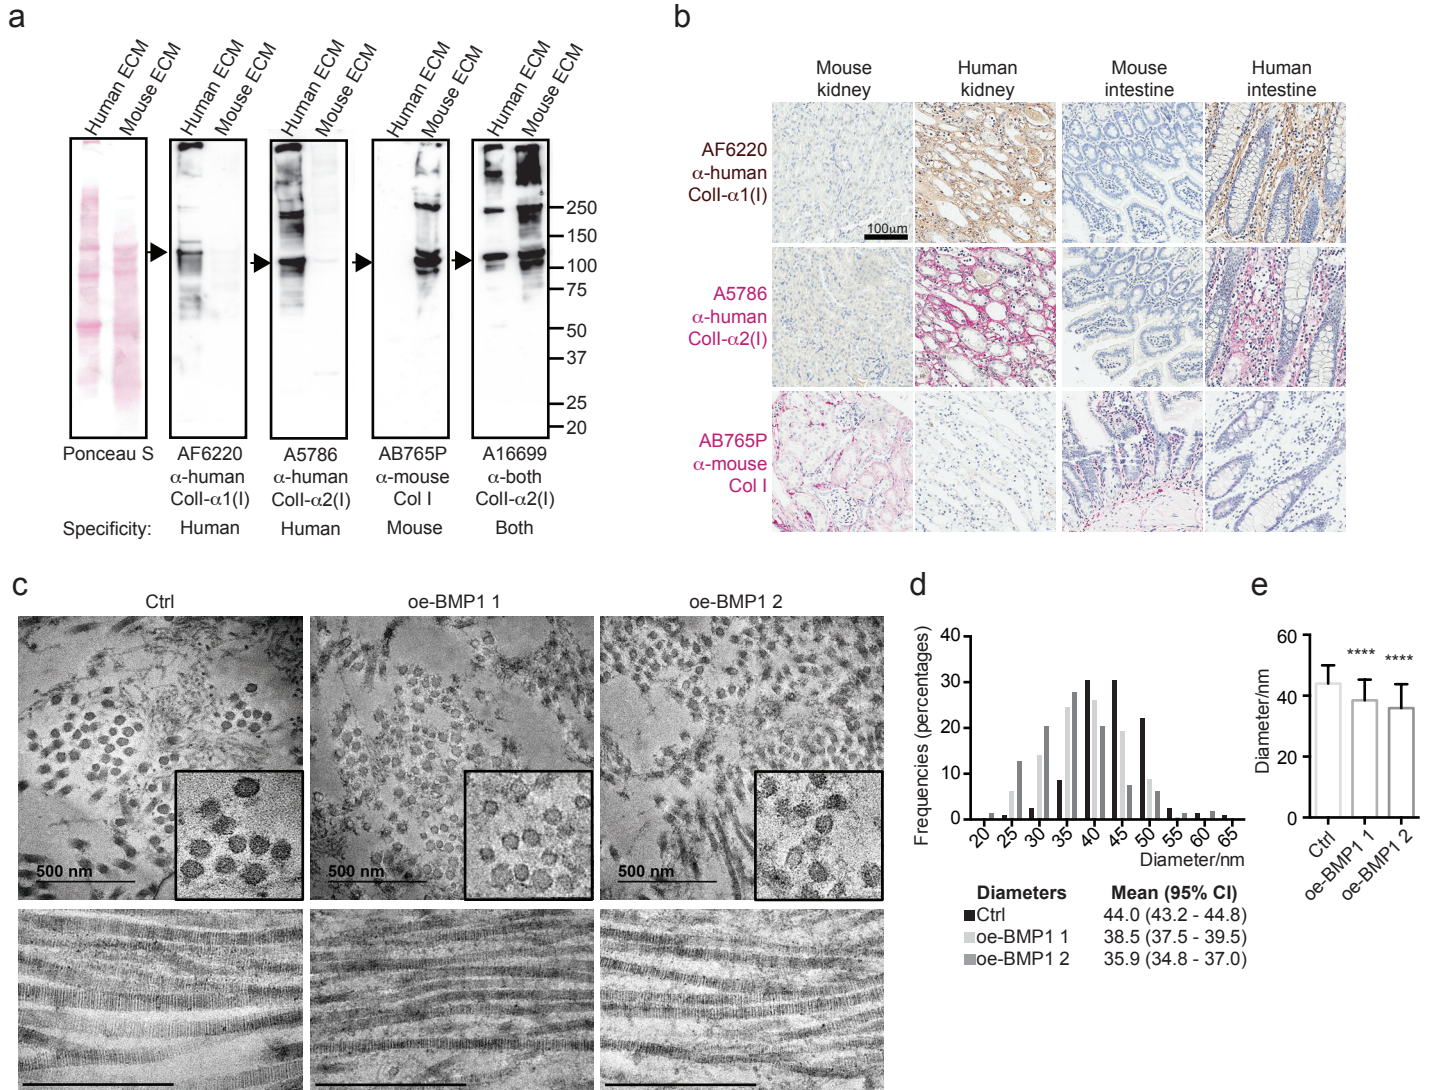 a
Human ECM
Mouse ECM
Human ECM
Mouse ECM
Human ECM
Mouse ECM
Human ECM
Mouse ECM
Human ECM
Mouse ECM
250
150
100
75
50
37
25
20
Ponceau S
AF6220
α-human
Coll-α1(I)
A5786
α-human
Coll-α2(I)
AB765P
α-mouse
Col I
A16699
α-both
Coll-α2(I)
Specificity:
Human
Human
Mouse
Both
b
Mouse
kidney
Human
kidney
Mouse
intestine
Human
intestine
AF6220
α-human
Coll-α1(I)
100μm
A5786
α-human
Coll-α2(I)
AB765P
α-mouse
Col I
c
Ctrl
oe-BMP1 1
oe-BMP1 2
500 nm
500 nm
500 nm
d
Frequencies (percentages)
40
30
20
10
0
20
25
30
35
40
45
50
55
60
65
Diameter/nm
Diameters Mean (95% CI)
Ctrl 44.0 (43.2 - 44.8)
oe-BMP1 1 38.5 (37.5 - 39.5)
oe-BMP1 2 35.9 (34.8 - 37.0)
e
Diameter/nm
60
40
20
0
****
****
Ctrl
oe-BMP1 1
oe-BMP1 2